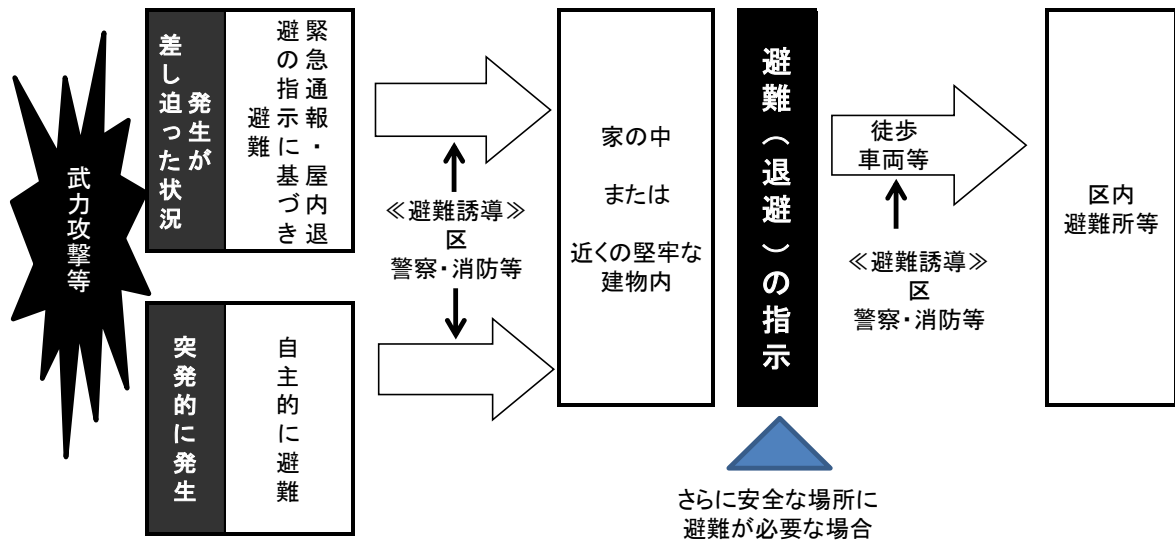 武力攻撃等
発生が
差し迫った状況
緊急通報・屋内退
避の指示に基づき
避難
突発的に発生
自主的に避難
≪避難誘導≫
区
警察・消防等
家の中
または
近くの堅牢な
建物内
避難（退避）の指示
さらに安全な場所に
避難が必要な場合
徒歩
車両等
≪避難誘導≫
区
警察・消防等
区内
避難所等